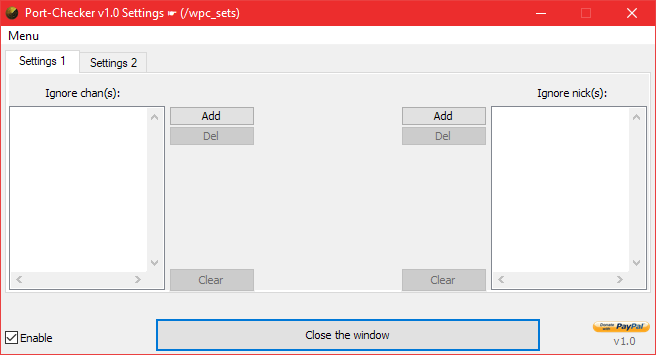 Port-Checker v1.0 Settings ☛ (/wpc_sets)
Menu
Settings 1 Settings 2
Ignore chan(s): Ignore nick(s):
Add Add
Del Del
Clear Clear
Enable Close the window Donate with PayPal
v1.0